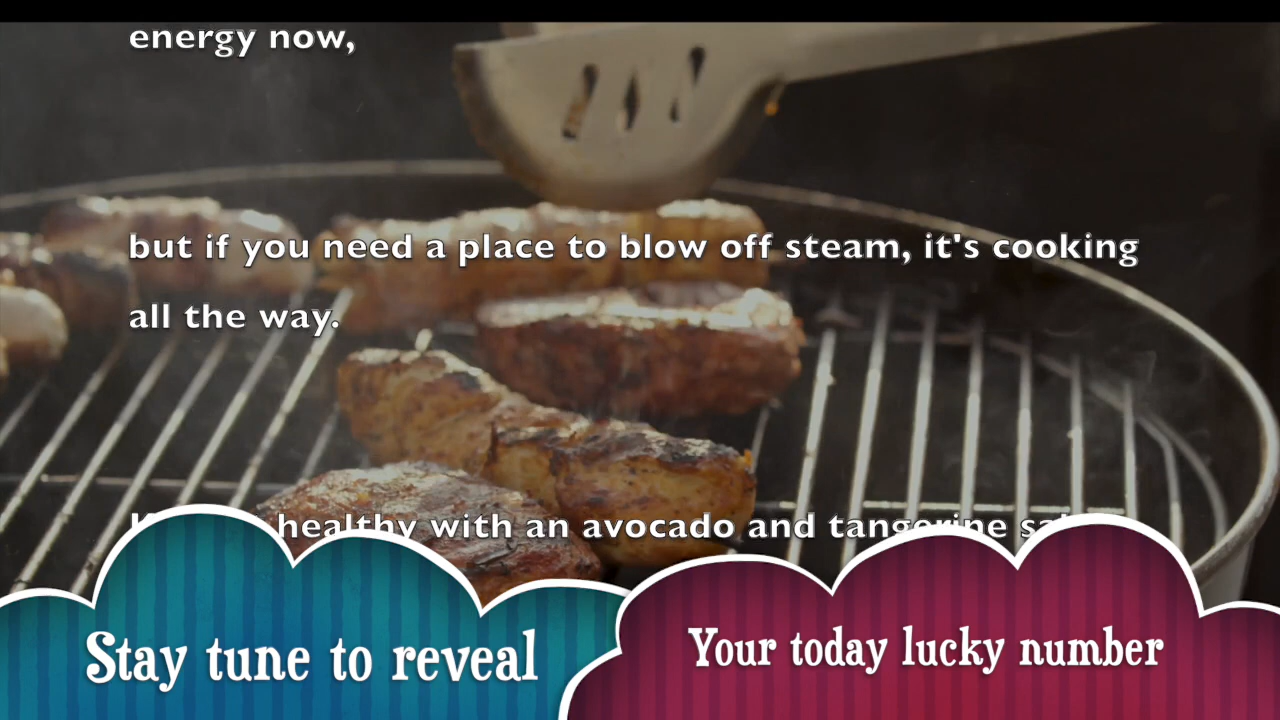 energy now,
but if you need a place to blow off steam, it's cooking
all the way.
healthy with an avocado and tangerine
Stay tune to reveal
Your today lucky number